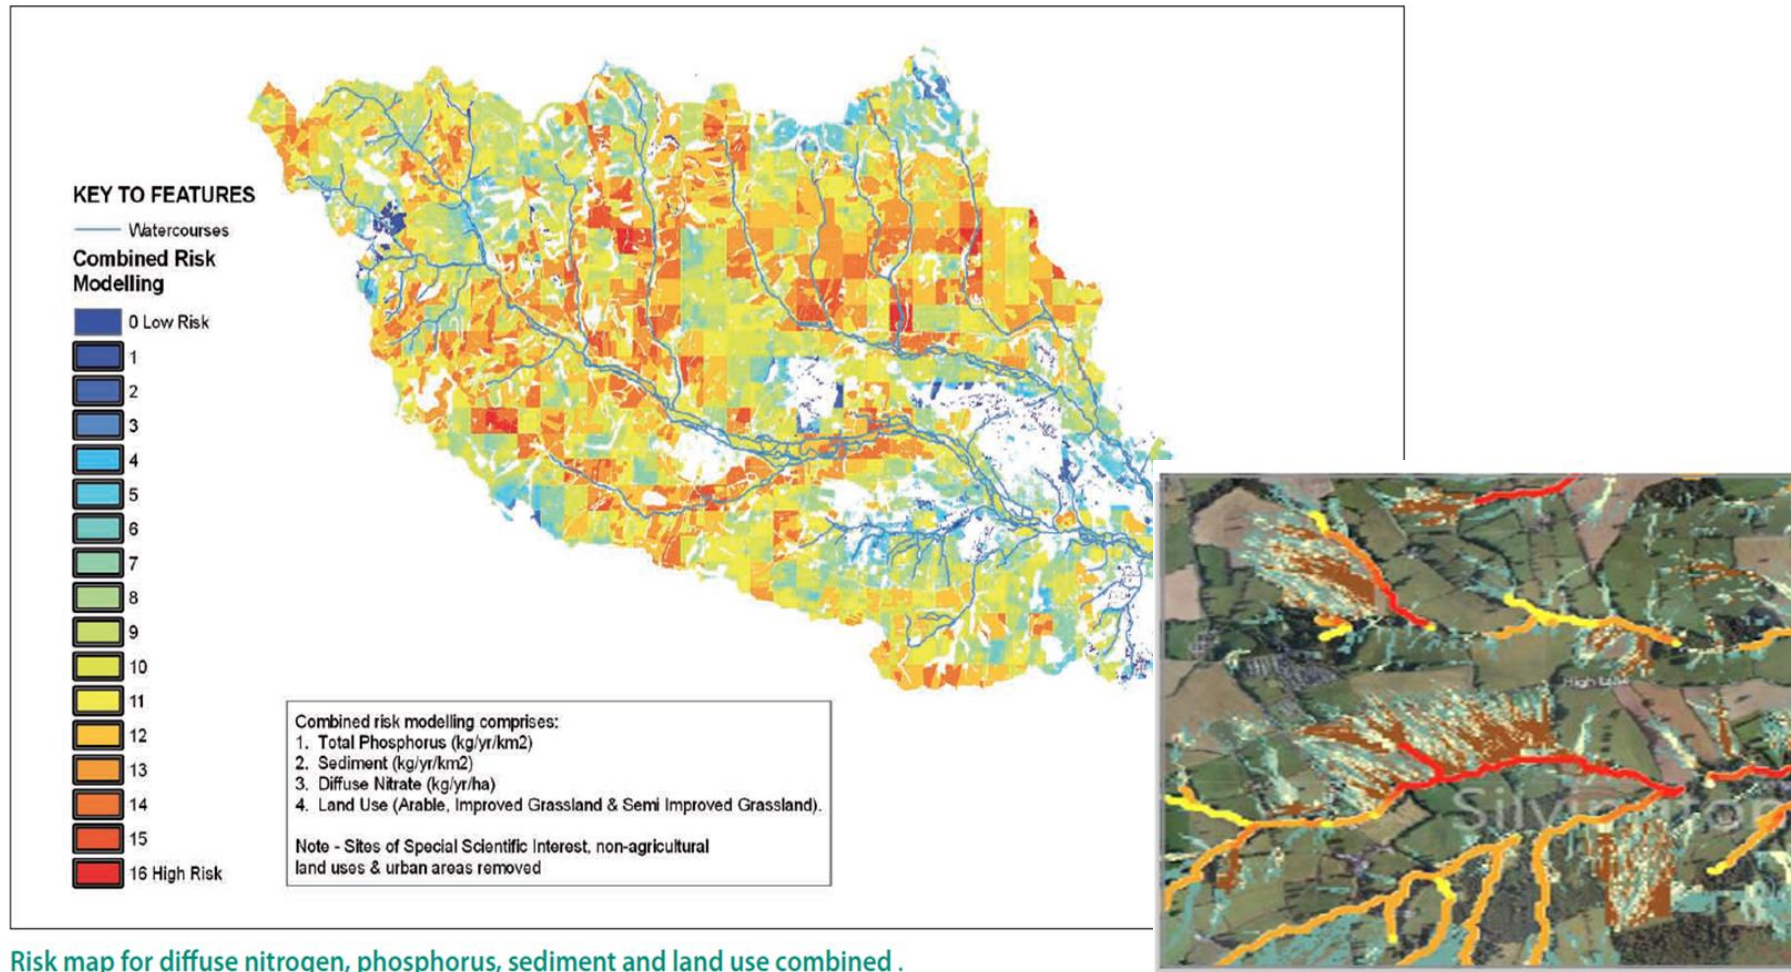 KEY TO FEATURES
Watercourses
Combined Risk
Modelling
0 Low Risk
1
2
3
4
5
6
7
8
9
10
11
12
13
14
15
16 High Risk
Combined risk modelling comprises:
1. Total Phosphorus (kg/yr/km2)
2. Sediment (kg/yr/km2)
3. Diffuse Nitrate (kg/yr/ha)
4. Land Use (Arable, Improved Grassland & Semi Improved Grassland).
Note - Sites of Special Scientific Interest, non-agricultural
land uses & urban areas removed
Silvington
Risk map for diffuse nitrogen, phosphorus, sediment and land use combined .